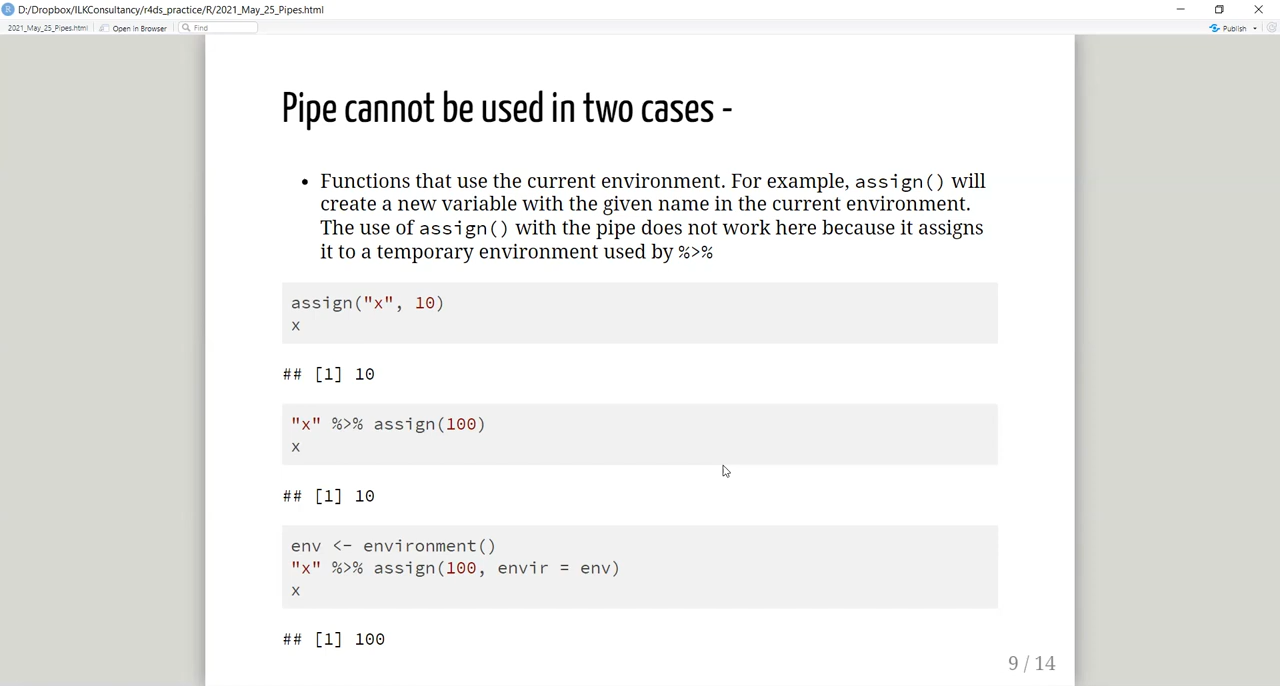 D:/Dropbox/ILKConsultancy/r4ds_practice/R/2021_May_25_Pipes.html
2021_May_25_Pipes.html Open in Browser Find Publish
Pipe cannot be used in two cases -
• Functions that use the current environment. For example, assign() will
create a new variable with the given name in the current environment.
The use of assign() with the pipe does not work here because it assigns
it to a temporary environment used by %>%
assign("x", 10)
x
## [1] 10
"x" %>% assign(100)
x
## [1] 10
env <- environment()
"x" %>% assign(100, envir = env)
x
## [1] 100
9 / 14